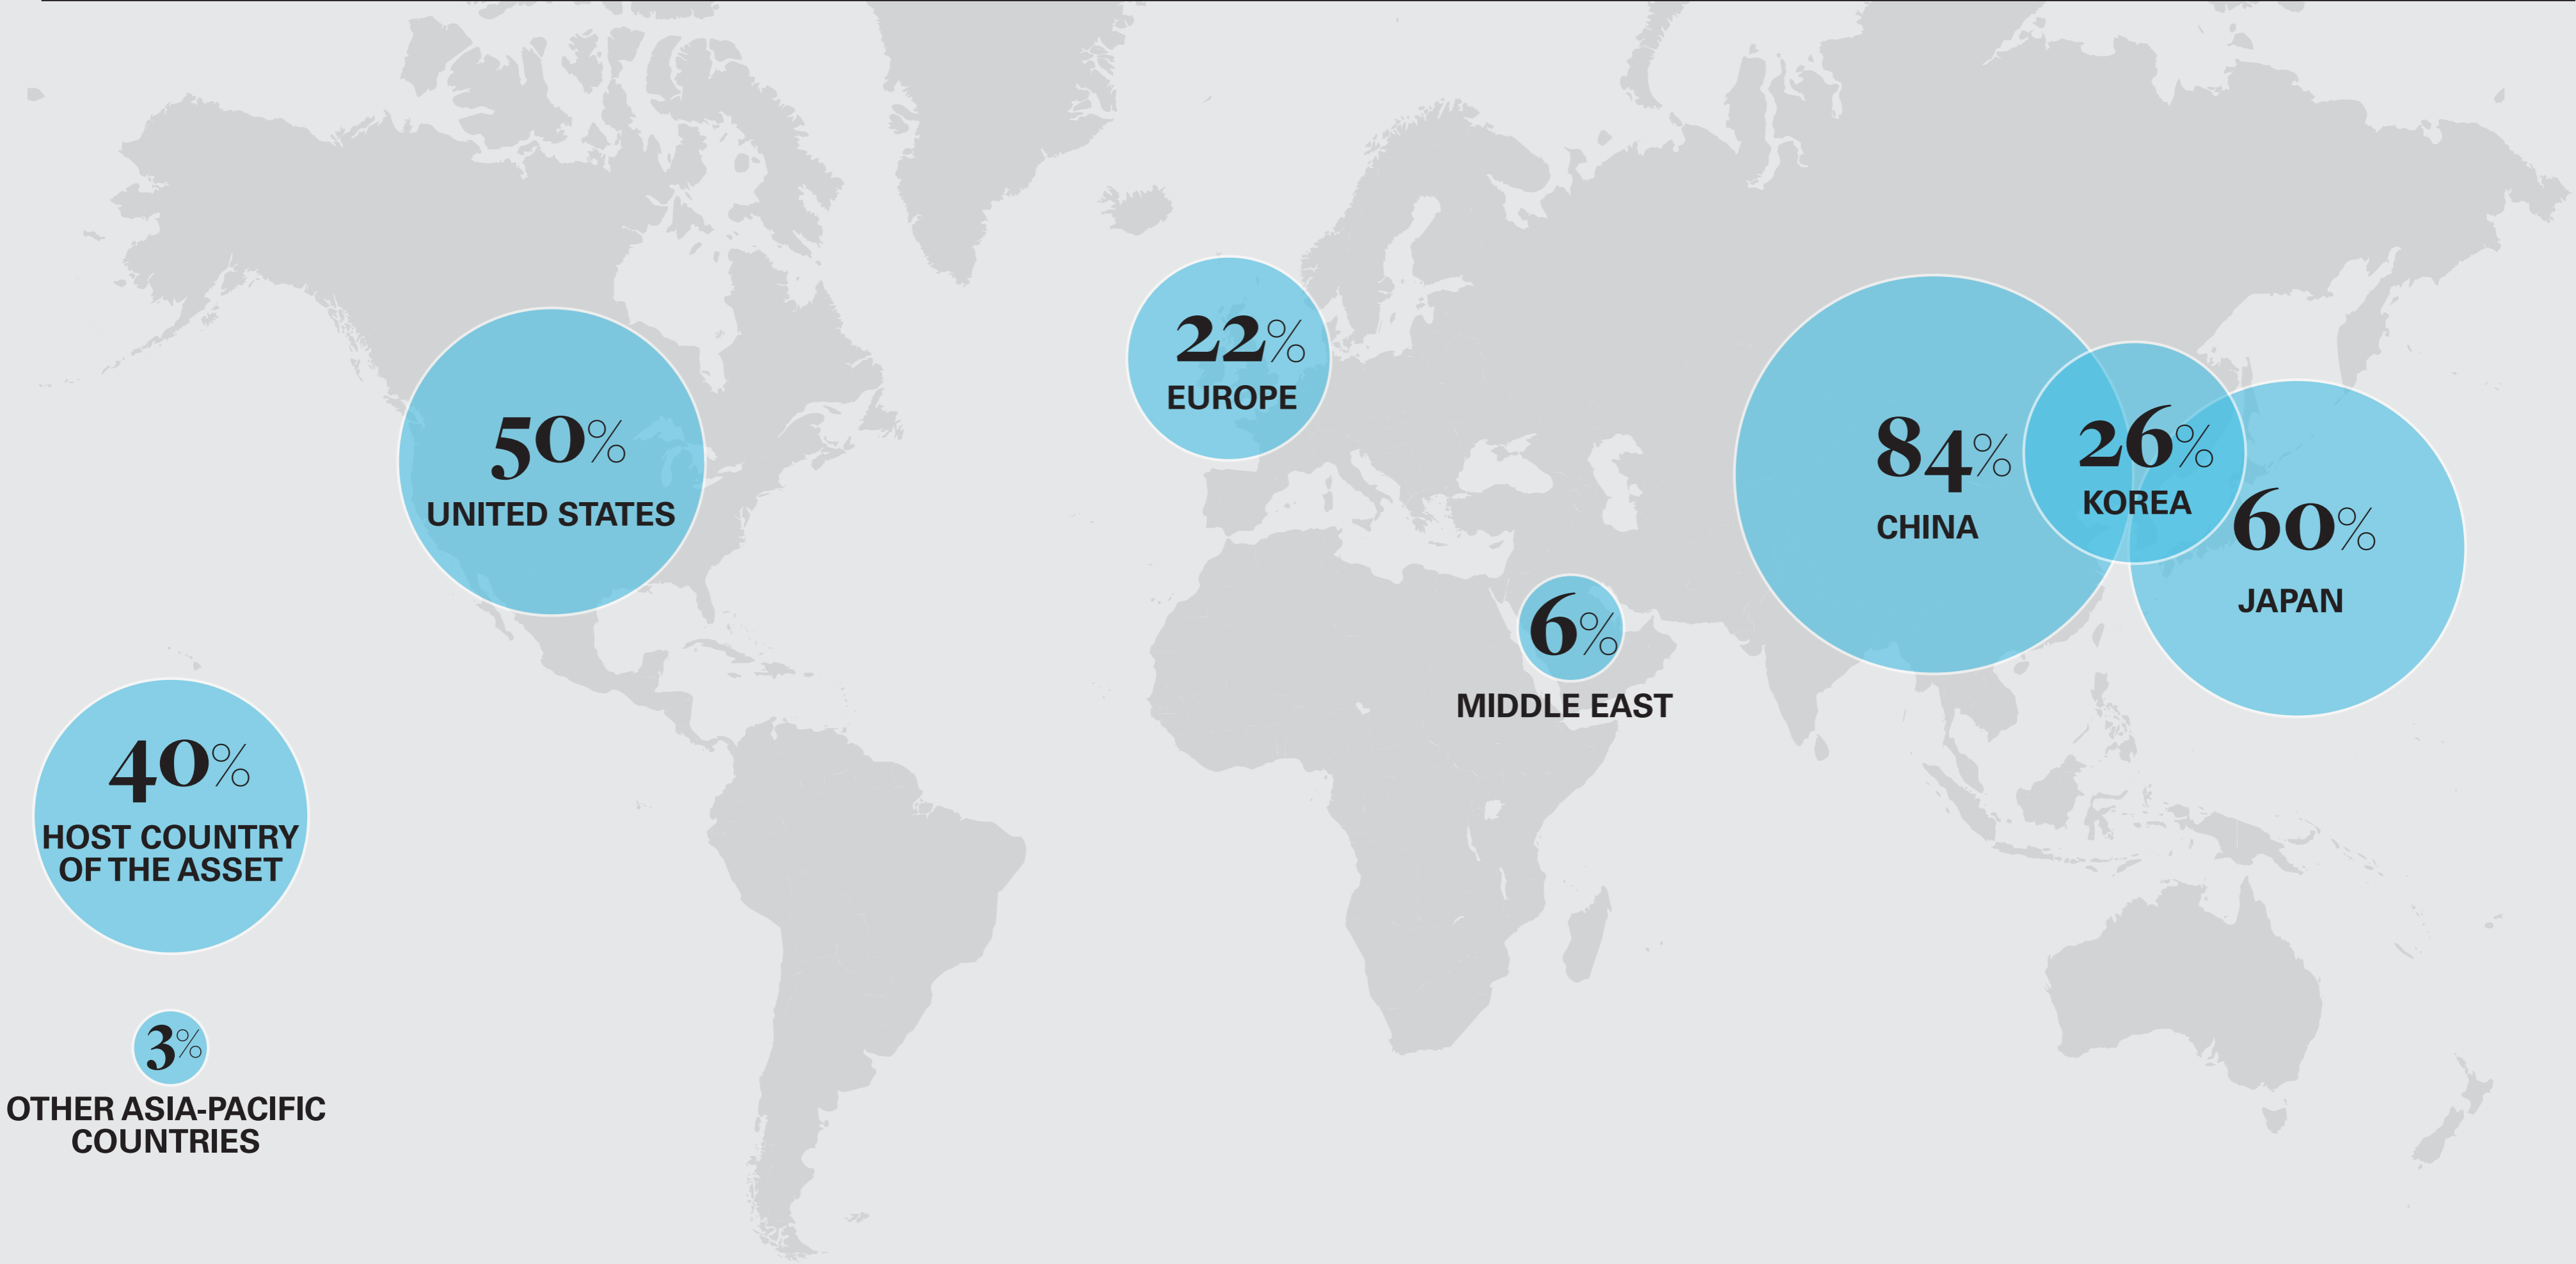 50%
UNITED STATES
22%
EUROPE
84%
CHINA
26%
KOREA
60%
JAPAN
6%
MIDDLE EAST
40%
HOST COUNTRY
OF THE ASSET
3%
OTHER ASIA-PACIFIC
COUNTRIES